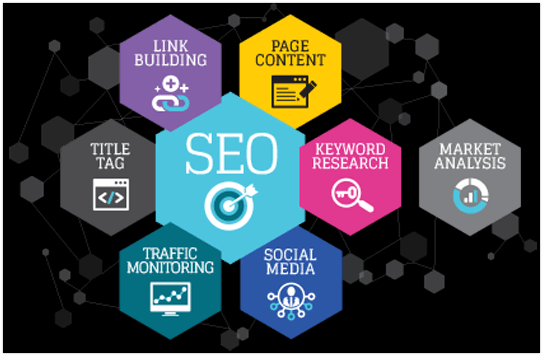 LINK
BUILDING
PAGE
CONTENT
TITLE
TAG
SEO
KEYWORD
RESEARCH
MARKET
ANALYSIS
TRAFFIC
MONITORING
SOCIAL
MEDIA